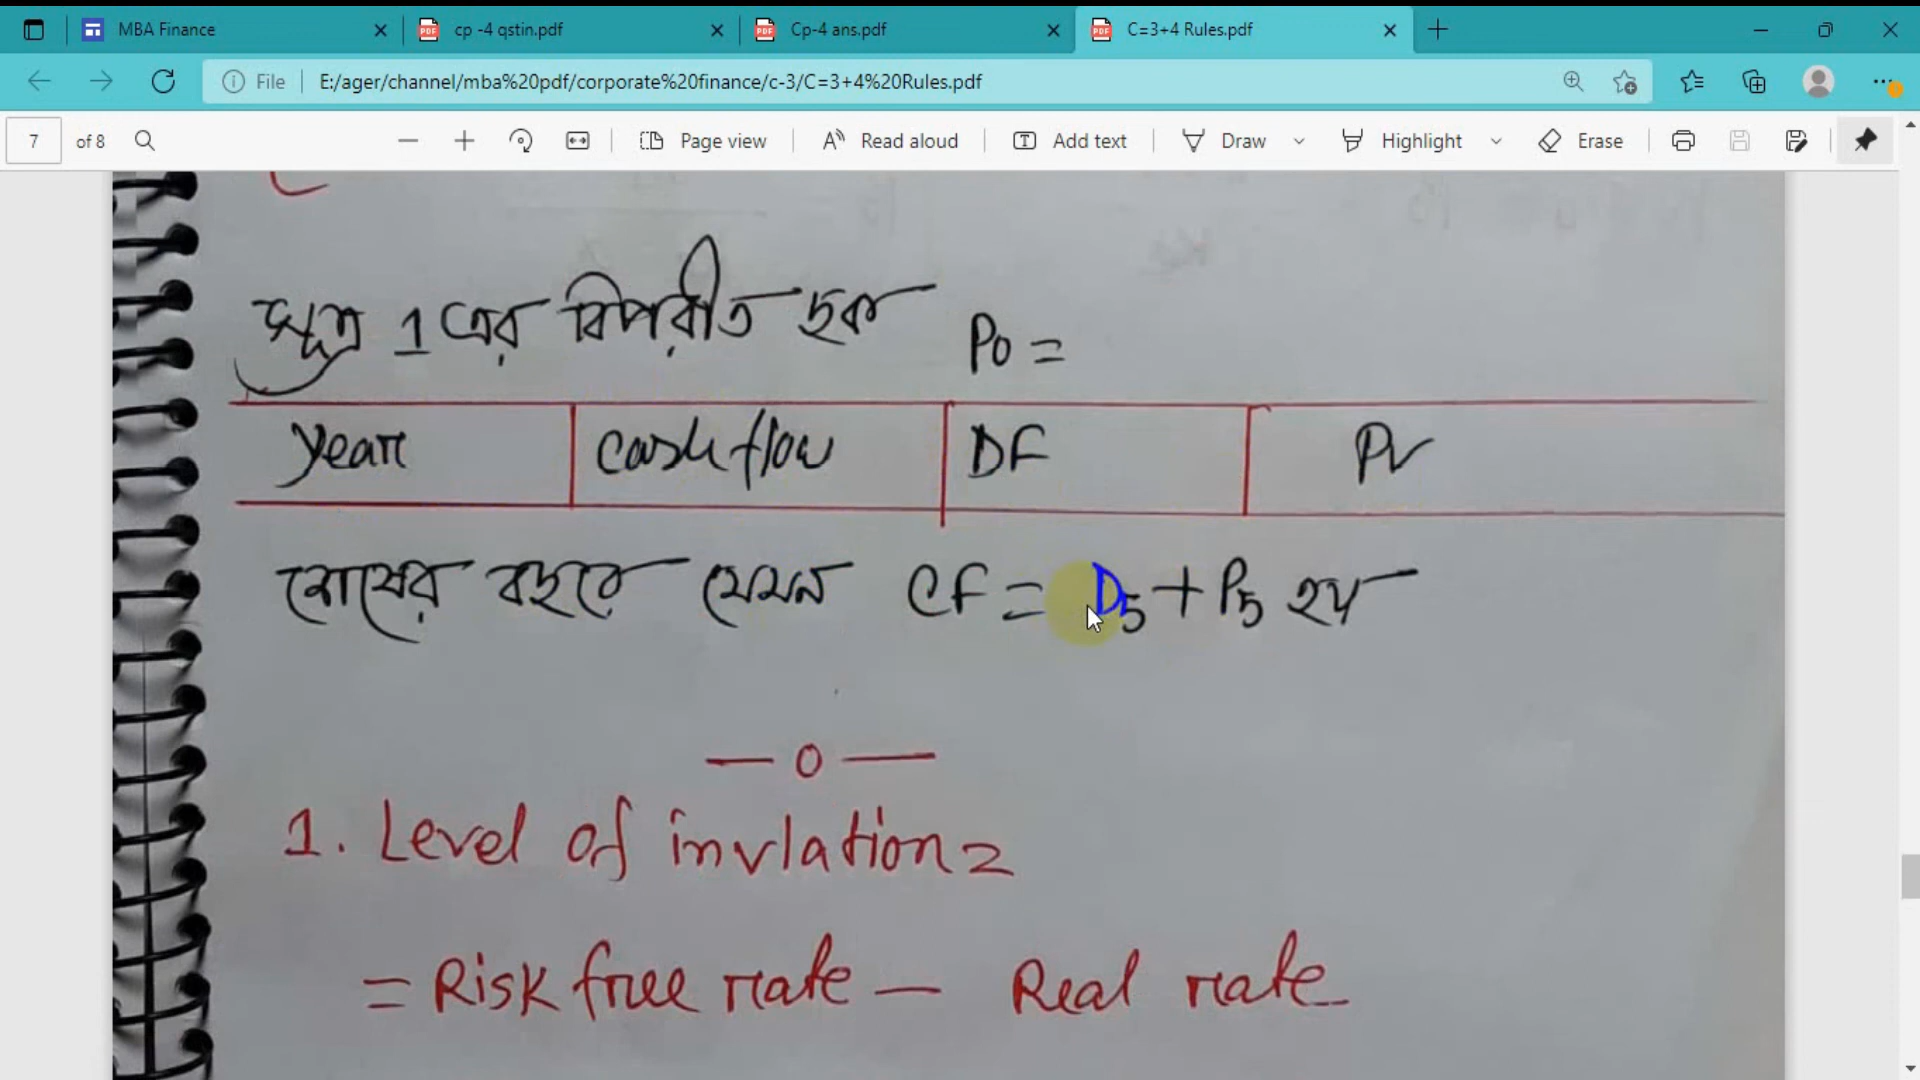 MBA Finance
cp -4 qstin.pdf
Cp-4 ans.pdf
C=3+4 Rules.pdf
File
E:/ager/channel/mba%20pdf/corporate%20finance/c-3/C=3+4%20Rules.pdf
7 of 8
Page view
Read aloud
Add text
Draw
Highlight
Erase
সূত্র 1 এর বিপরীত ছক P0 =
year cash flow DF PV
শেষের বছরে যেমন CF = D5 + P5 হয়
— 0 —
1. Level of invlation =
= Risk free rate — Real rate